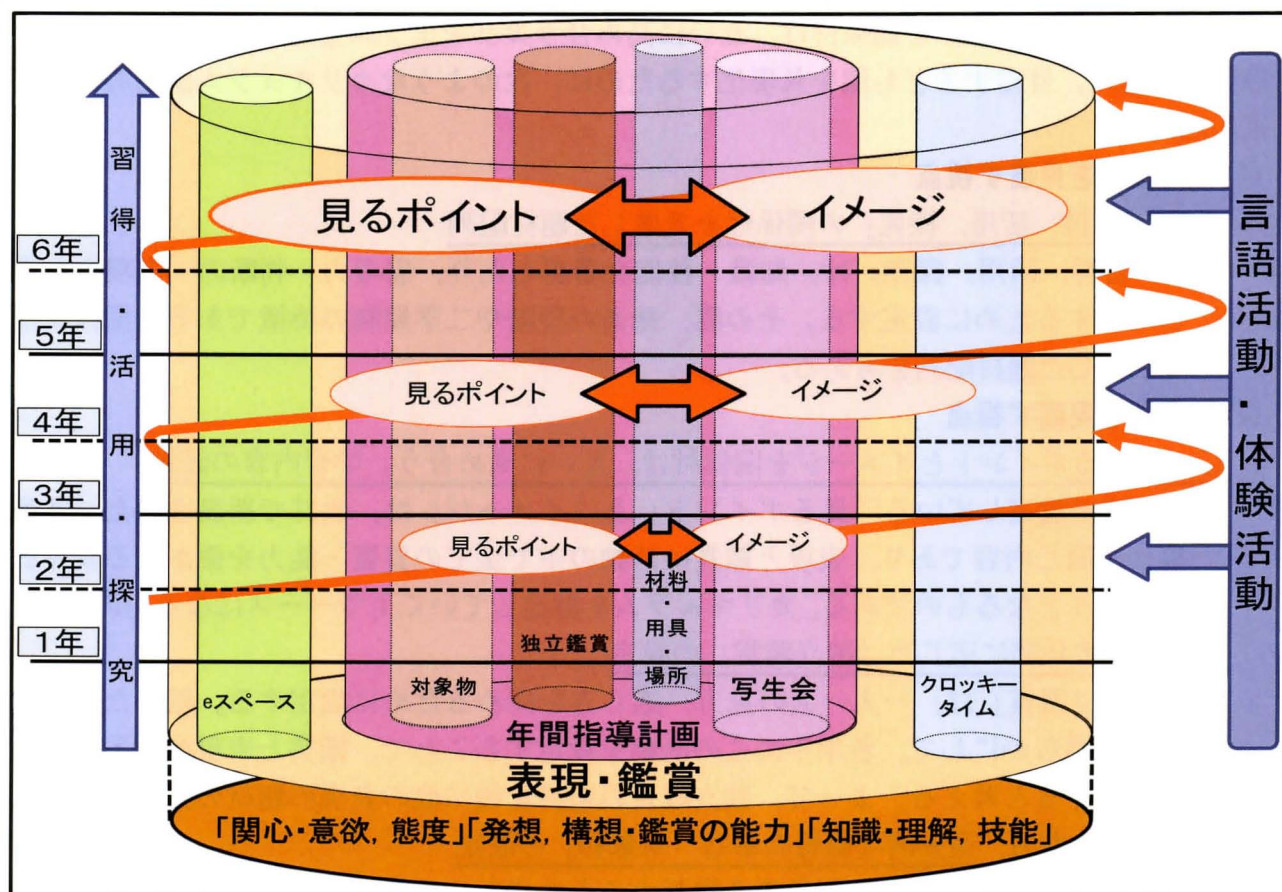 習得・活用・探究
6年
5年
4年
3年
2年
1年
見るポイント
イメージ
見るポイント
イメージ
見るポイント
イメージ
eスペース
対象物
独立鑑賞
材料・用具・場所
写生会
クロッキー
タイム
年間指導計画
表現・鑑賞
「関心・意欲，態度」「発想，構想・鑑賞の能力」「知識・理解，技能」
言語活動・体験活動